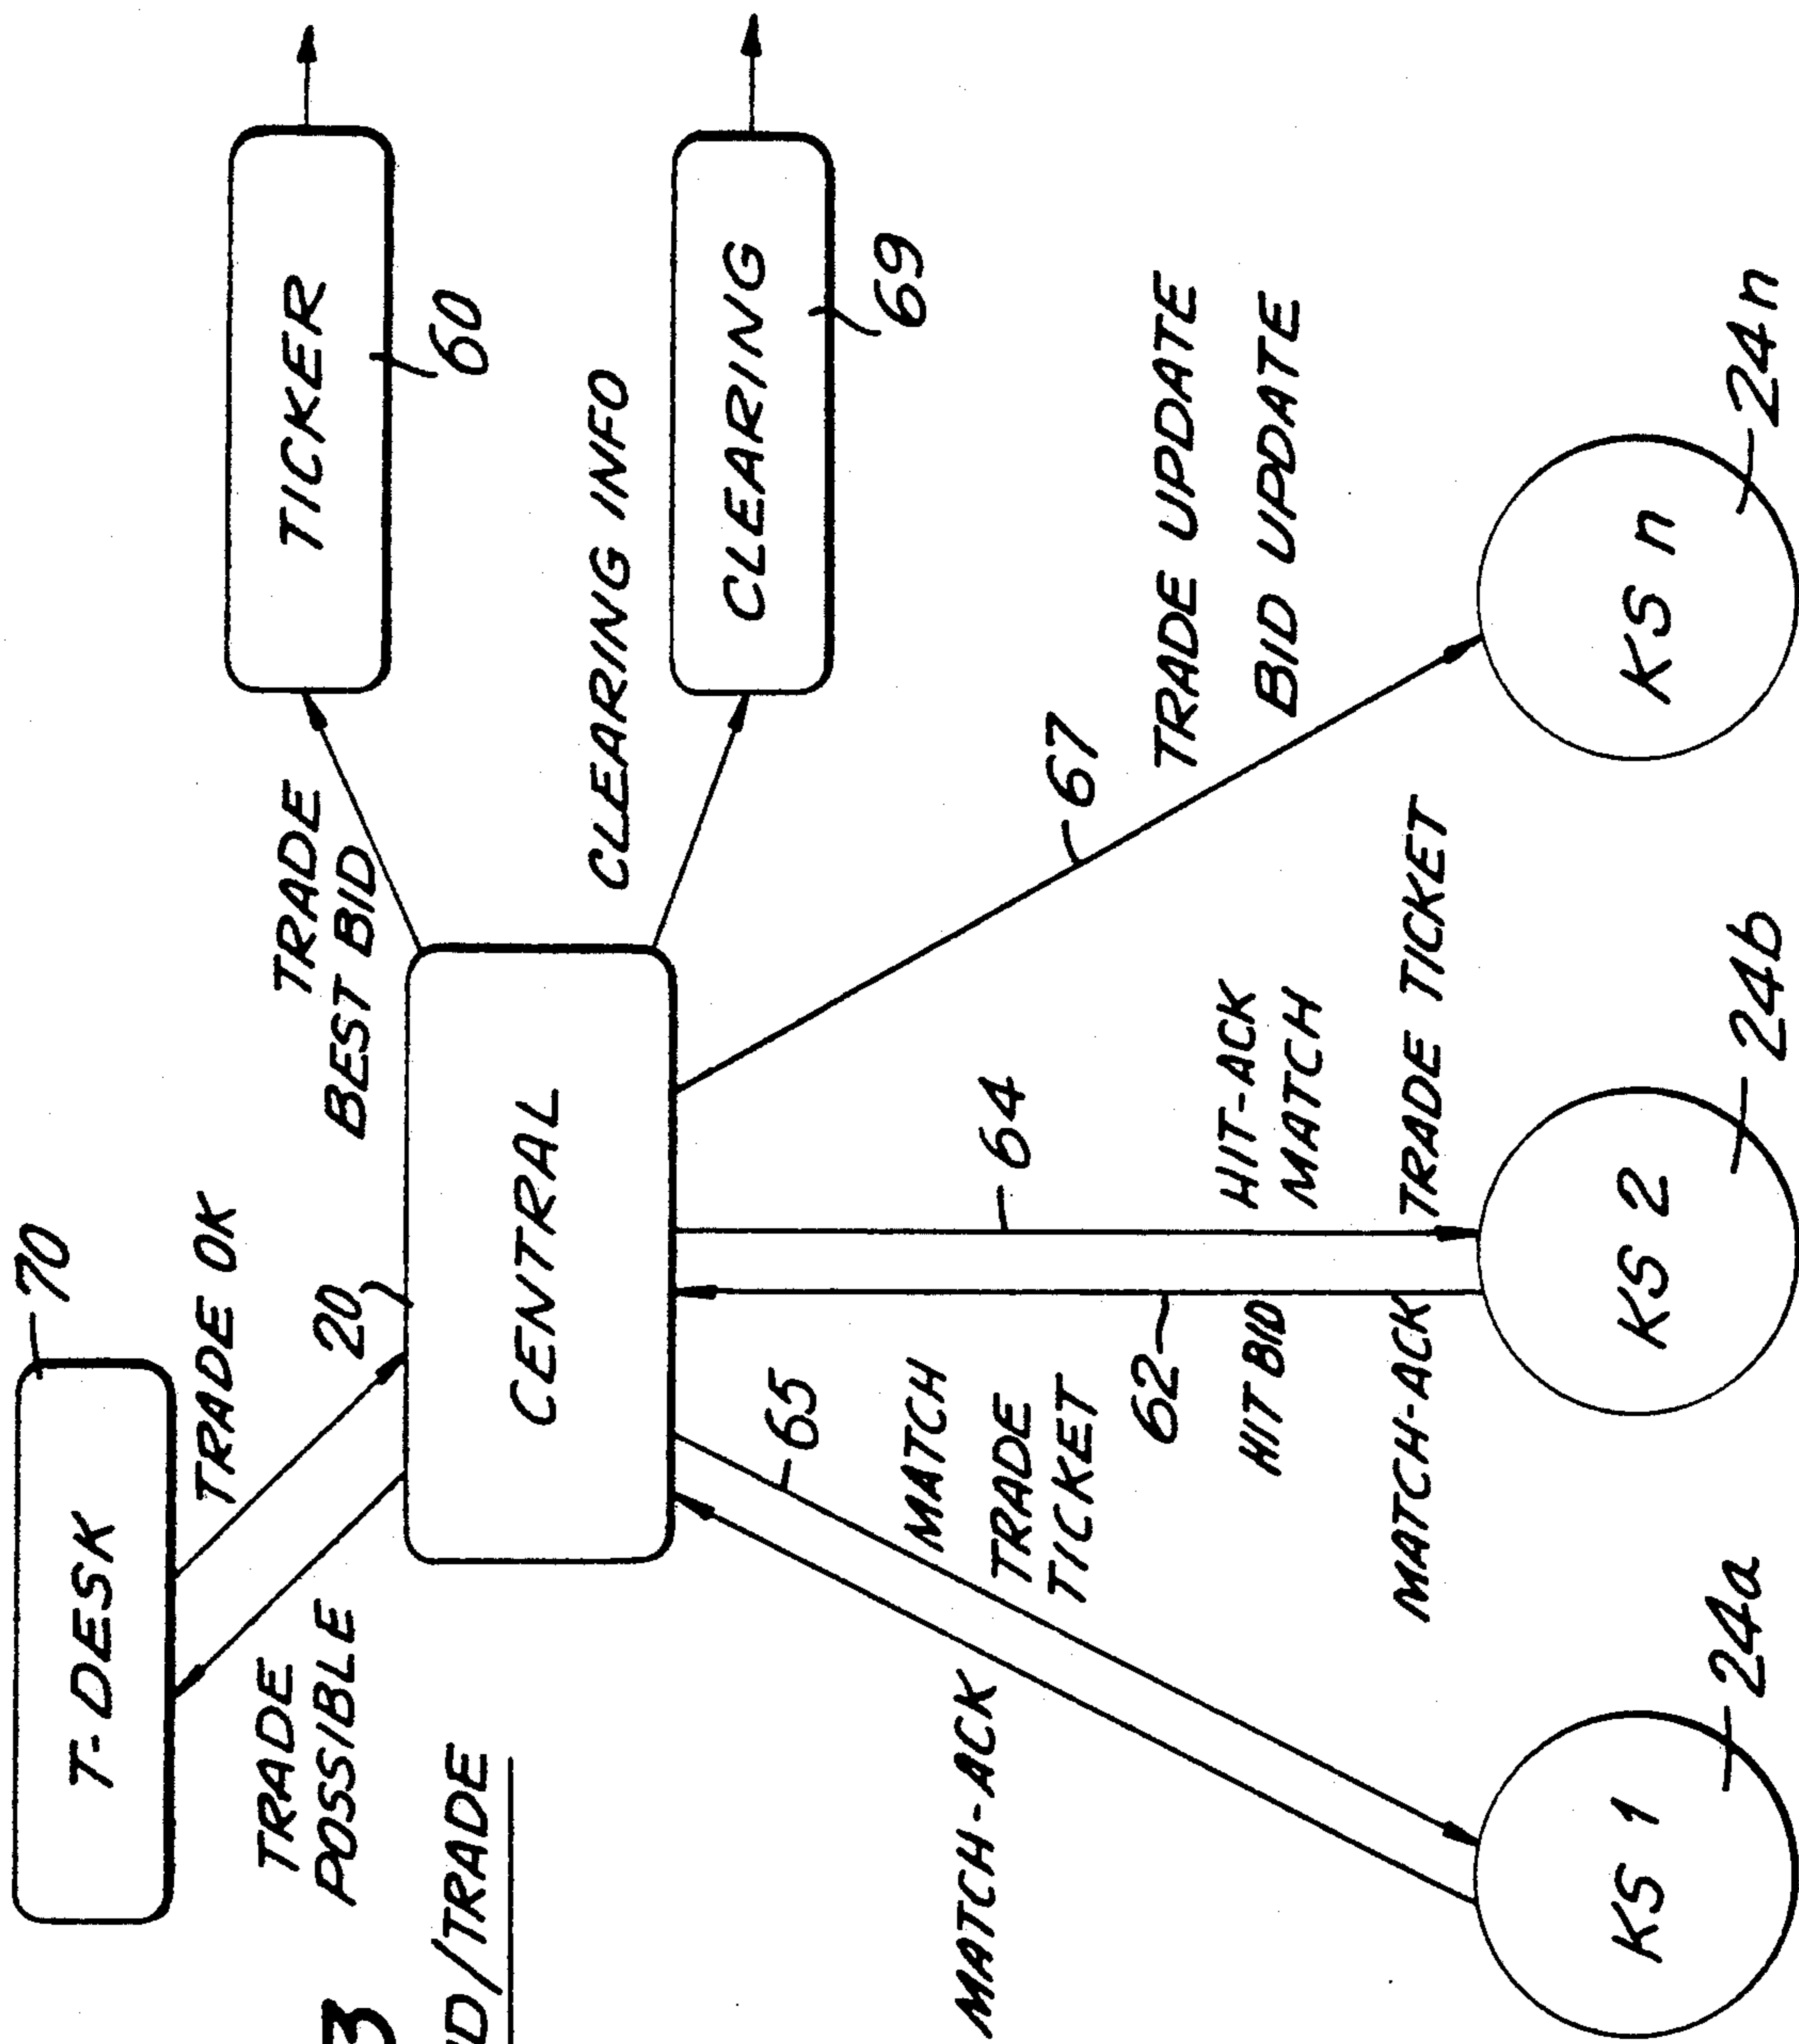 3
D/TRADE
T-DESK
70
TRADE OK
TRADE
POSSIBLE
20
CENTRAL
TRADE
BEST BID
TICKER
60
CLEARING INFO
CLEARING
69
65
MATCH
TRADE
TICKET
MATCH-ACK
62
HIT BID
MATCH-ACK
64
HIT-ACK
MATCH
TRADE TICKET
67
TRADE UPDATE
BID UPDATE
KS 1
24a
KS 2
24b
KS n
24n